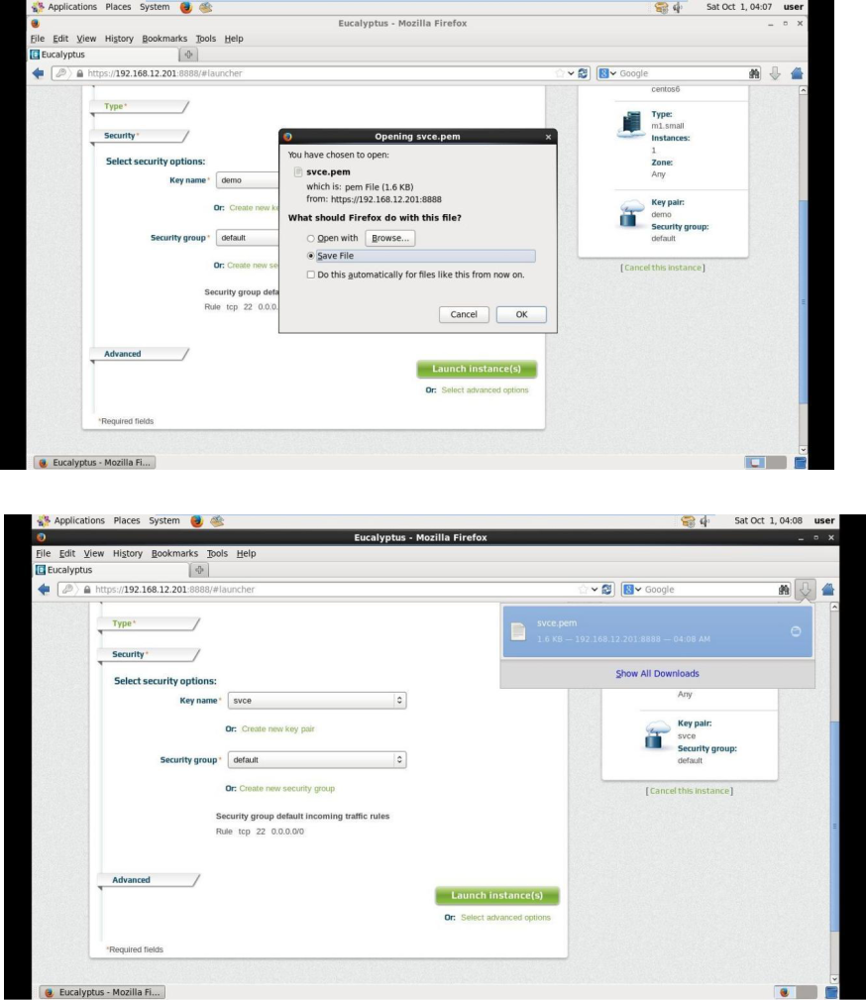 Applications Places System Sat Oct 1, 04:07 user
Eucalyptus - Mozilla Firefox
File Edit View History Bookmarks Tools Help
Eucalyptus
https://192.168.12.201:8888/#launcher Google
centos6
Type*
Type:
m1.small
Instances:
1
Zone:
Any
Security*
Select security options:
Key name* demo
Or: Create new ke
Security group* default
Or: Create new se
Security group defa
Rule tcp 22 0.0.0.
Opening svce.pem
You have chosen to open:
svce.pem
which is: pem File (1.6 KB)
from: https://192.168.12.201:8888
What should Firefox do with this file?
Open with Browse...
Save File
Do this automatically for files like this from now on.
Cancel OK
Key pair:
demo
Security group:
default
[Cancel this instance]
Advanced
Launch instance(s)
Or: Select advanced options
*Required fields
Eucalyptus - Mozilla Fi...
Applications Places System Sat Oct 1, 04:08 user
Eucalyptus - Mozilla Firefox
File Edit View History Bookmarks Tools Help
Eucalyptus
https://192.168.12.201:8888/#launcher Google
svce.pem
1.6 KB — 192.168.12.201:8888 — 04:08 AM
Show All Downloads
Type*
Security*
Select security options:
Key name* svce
Or: Create new key pair
Security group* default
Or: Create new security group
Security group default incoming traffic rules
Rule tcp 22 0.0.0.0/0
Any
Key pair:
svce
Security group:
default
[Cancel this instance]
Advanced
Launch instance(s)
Or: Select advanced options
*Required fields
Eucalyptus - Mozilla Fi...